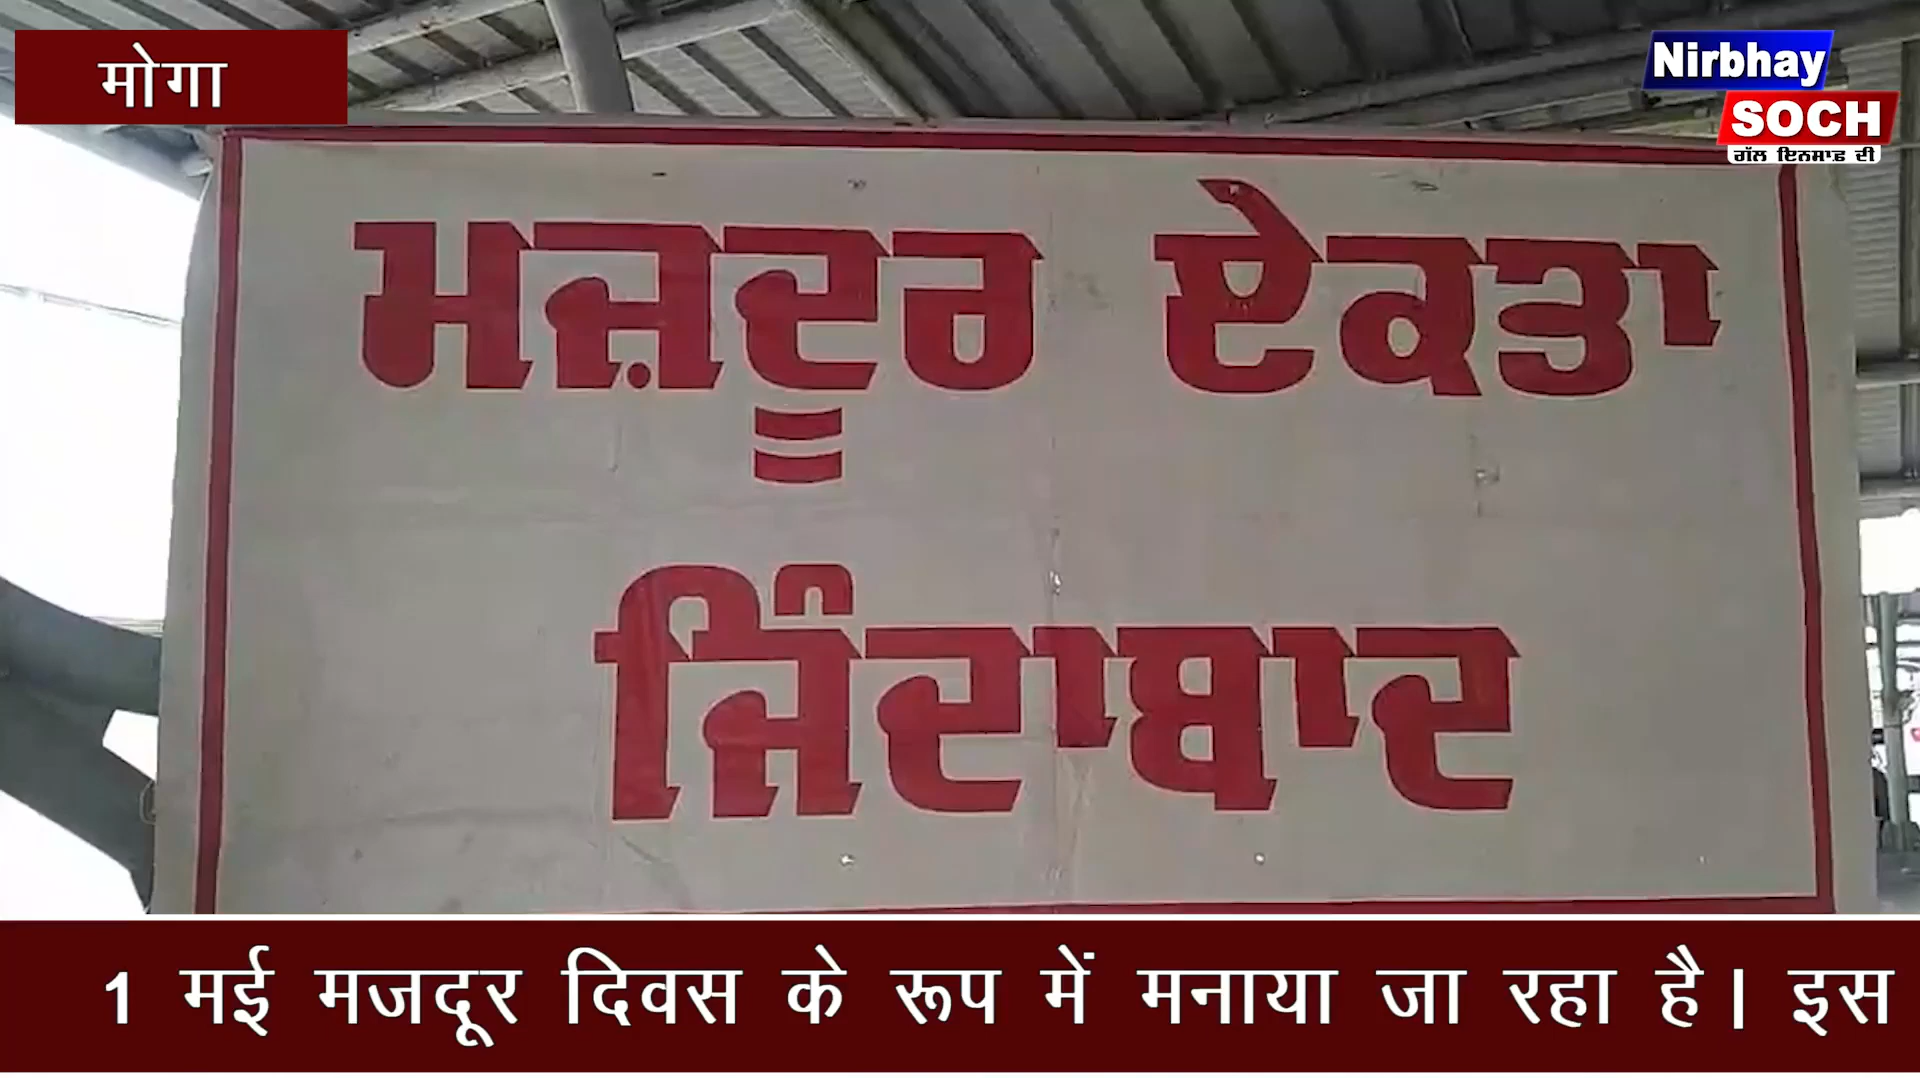 मोगा
Nirbhay
SOCH
ਗੱਲ ਇਨਸਾਫ਼ ਦੀ
ਮਜ਼ਦੂਰ ਏਕਤਾ
ਜ਼ਿੰਦਾਬਾਦ
1 मई मजदूर दिवस के रूप में मनाया जा रहा है। इस